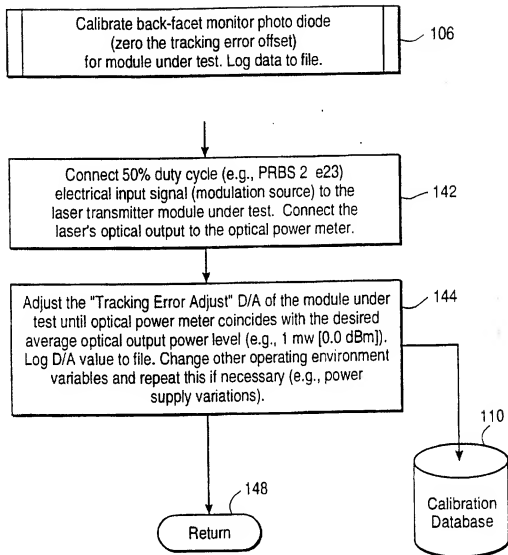 Calibrate back-facet monitor photo diode
(zero the tracking error offset)
for module under test. Log data to file.
106
Connect 50% duty cycle (e.g., PRBS 2 e23)
electrical input signal (modulation source) to the
laser transmitter module under test. Connect the
laser's optical output to the optical power meter.
142
Adjust the "Tracking Error Adjust" D/A of the module under
test until optical power meter coincides with the desired
average optical output power level (e.g., 1 mw [0.0 dBm]).
Log D/A value to file. Change other operating environment
variables and repeat this if necessary (e.g., power
supply variations).
144
110
Calibration
Database
148
Return